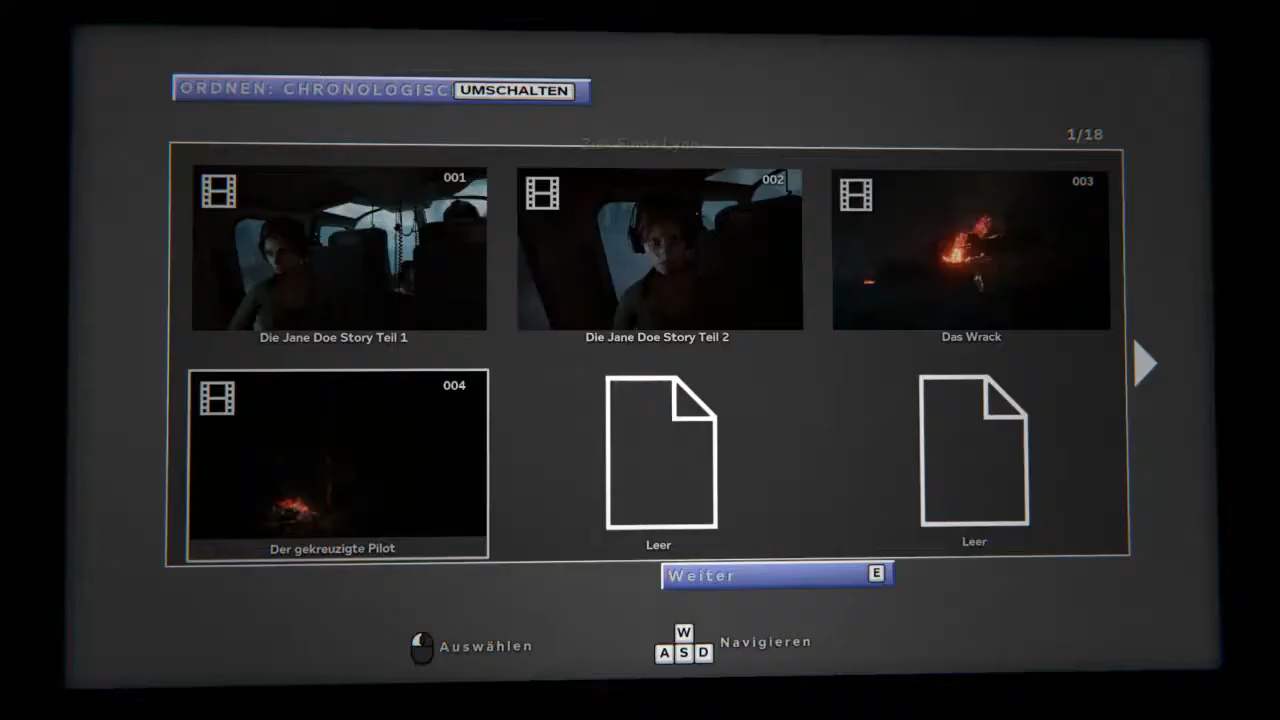 ORDNEN: CHRONOLOGISC UMSCHALTEN
1/18
001
002
003
Die Jane Doe Story Teil 1
Die Jane Doe Story Teil 2
Das Wrack
004
Der gekreuzigte Pilot
Leer
Leer
Weiter E
Auswählen
W
A S D
Navigieren